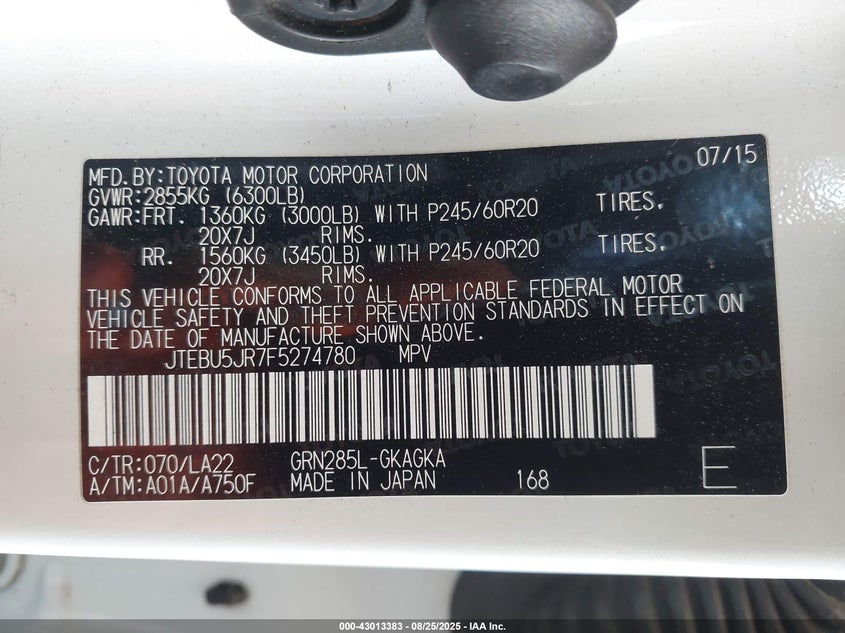 07/15
MFD.BY:TOYOTA MOTOR CORPORATION
GVWR:2855KG (6300LB)
GAWR:FRT. 1360KG (3000LB) WITH P245/60R20 TIRES,
20X7J RIMS.
RR. 1560KG (3450LB) WITH P245/60R20 TIRES,
20X7J RIMS.
THIS VEHICLE CONFORMS TO ALL APPLICABLE FEDERAL MOTOR
VEHICLE SAFETY AND THEFT PREVENTION STANDARDS IN EFFECT ON
THE DATE OF MANUFACTURE SHOWN ABOVE.
JTEBU5JR7F5274780 MPV
C/TR:070/LA22 GRN285L-GKAGKA
A/TM:A01A/A750F MADE IN JAPAN 168 E
000-43013383 - 08/25/2025 - IAA Inc.